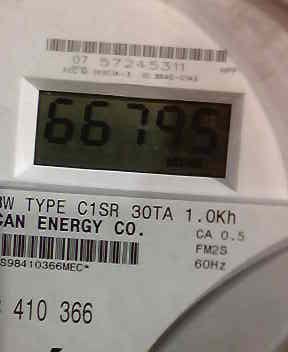 07 57245311
66795
3W TYPE C1SR 30TA 1.0Kh
CAN ENERGY CO.
CA 0.5
FM2S
S98410366MEC*
60Hz
410 366